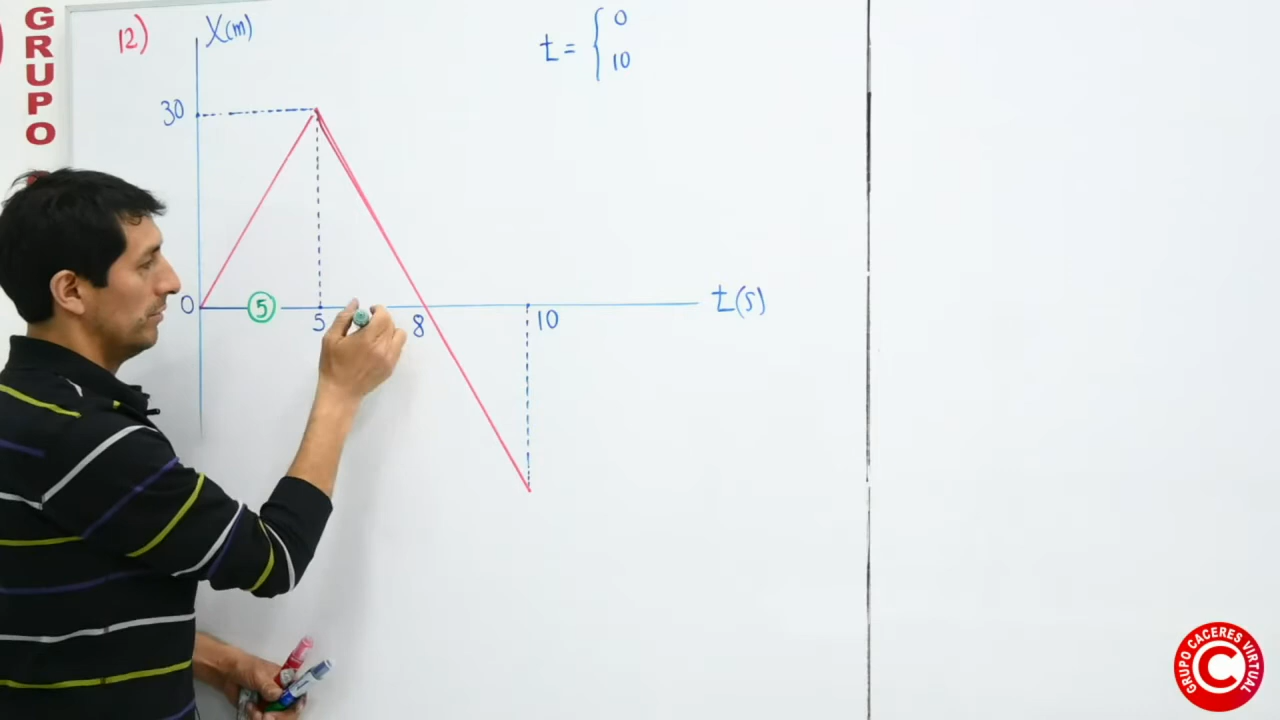 GRUPO
12)
X(m)
t = { 0
10
30
0
5
5
8
10
t(s)
GRUPO CACERES VIRTUAL
C